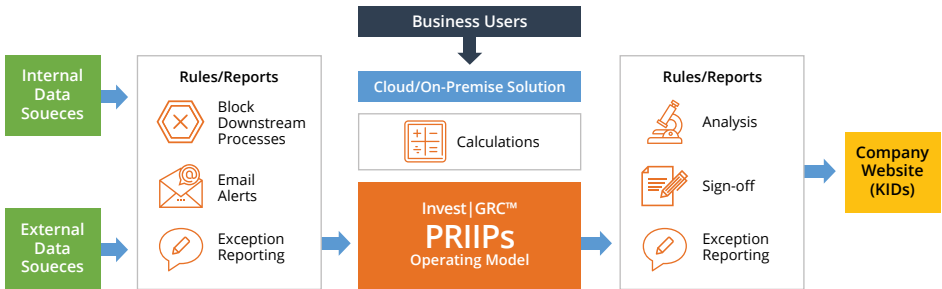 Business Users
Internal
Data
Soueces
External
Data
Soueces
Rules/Reports
Block
Downstream
Processes
Email
Alerts
Exception
Reporting
Cloud/On-Premise Solution
Calculations
Invest|GRC™
PRIIPs
Operating Model
Rules/Reports
Analysis
Sign-off
Exception
Reporting
Company
Website
(KIDs)